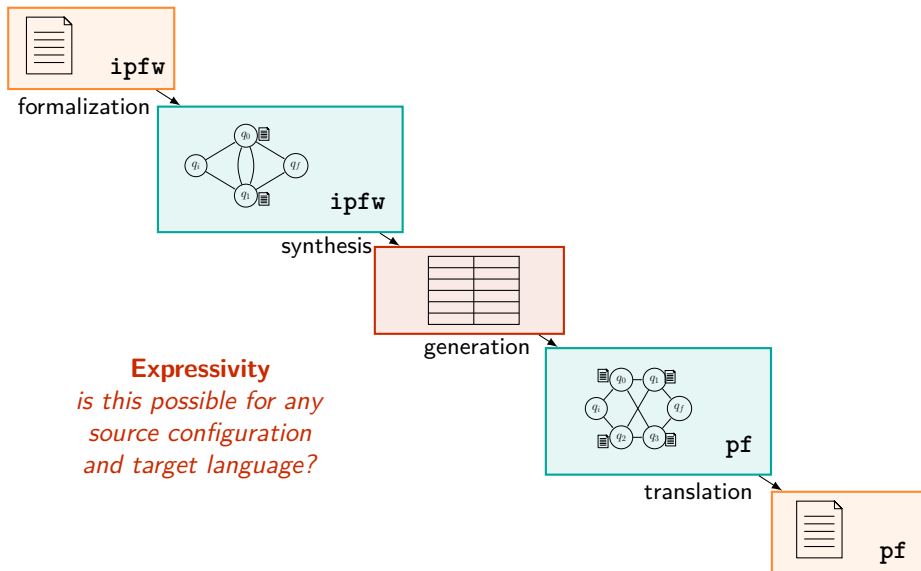 ipfw
formalization
q0
qi
qf
q1
ipfw
synthesis
generation
Expressivity
is this possible for any
source configuration
and target language?
q0
q1
qi
qf
q2
q3
pf
translation
pf